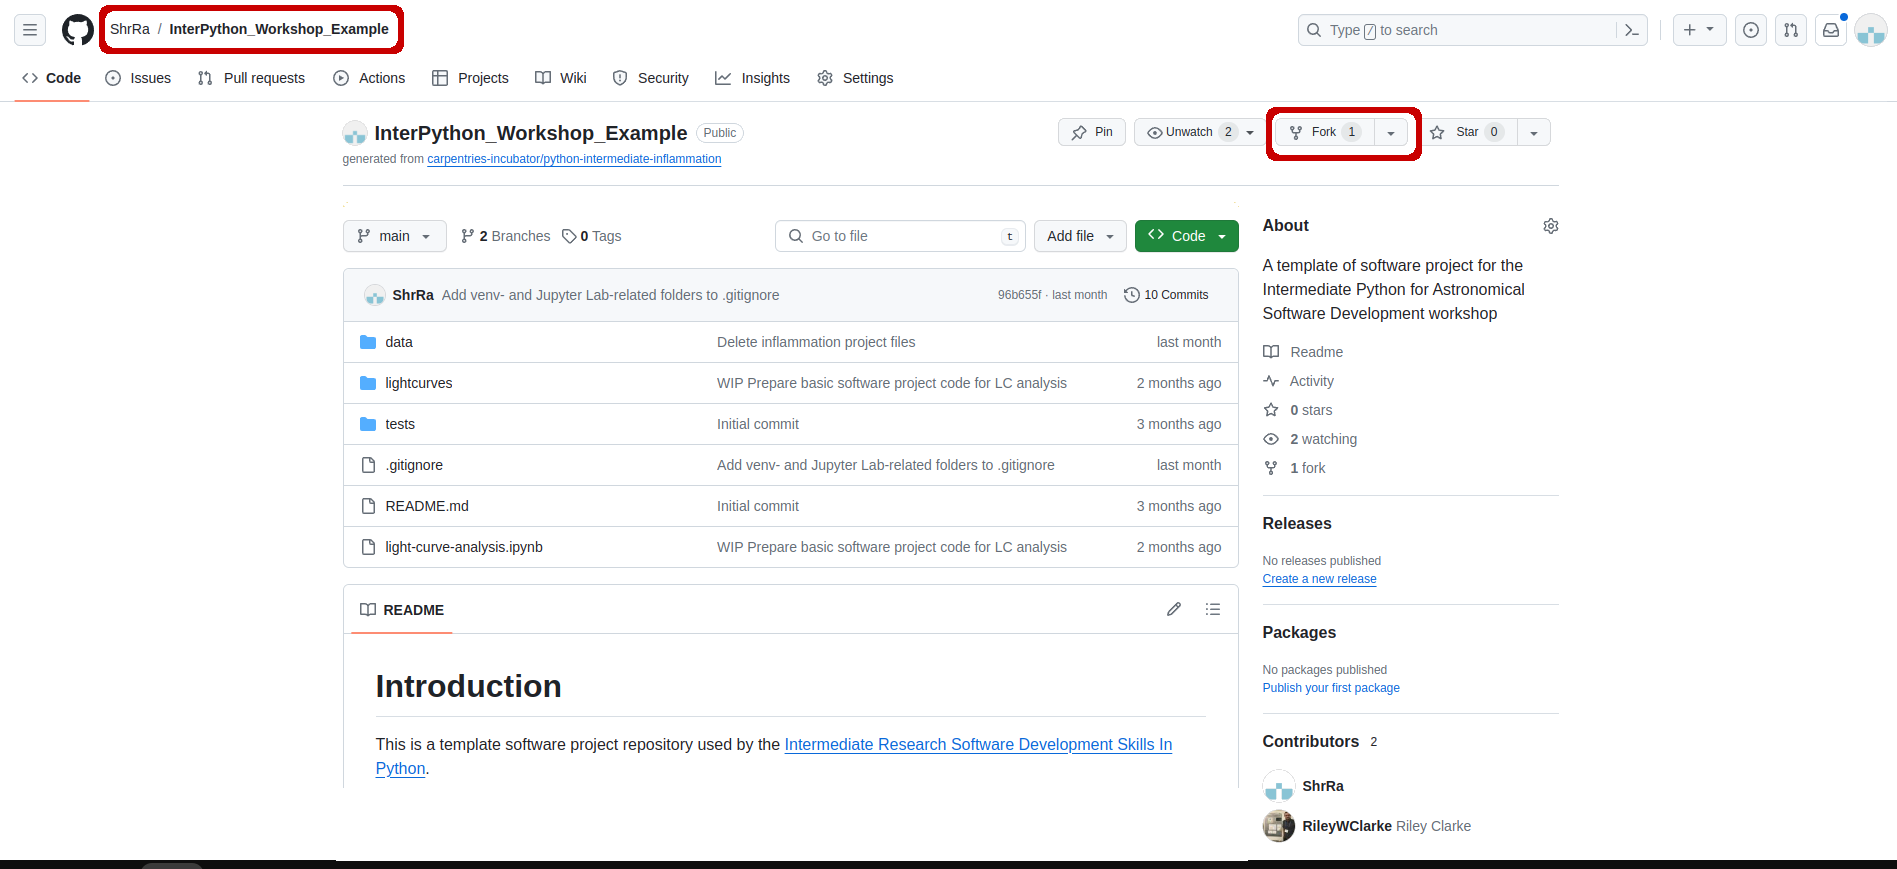 ShrRa / InterPython_Workshop_Example
Type / to search
Code Issues Pull requests Actions Projects Wiki Security Insights Settings
InterPython_Workshop_Example Public
Pin Unwatch 2 Fork 1 Star 0
generated from carpentries-incubator/python-intermediate-inflammation
main 2 Branches 0 Tags Go to file t Add file Code
ShrRa Add venv- and Jupyter Lab-related folders to .gitignore 96b655f · last month 10 Commits
data Delete inflammation project files last month
lightcurves WIP Prepare basic software project code for LC analysis 2 months ago
tests Initial commit 3 months ago
.gitignore Add venv- and Jupyter Lab-related folders to .gitignore last month
README.md Initial commit 3 months ago
light-curve-analysis.ipynb WIP Prepare basic software project code for LC analysis 2 months ago
README
Introduction
This is a template software project repository used by the Intermediate Research Software Development Skills In
Python.
About
A template of software project for the
Intermediate Python for Astronomical
Software Development workshop
Readme
Activity
0 stars
2 watching
1 fork
Releases
No releases published
Create a new release
Packages
No packages published
Publish your first package
Contributors 2
ShrRa
RileyWClarke Riley Clarke